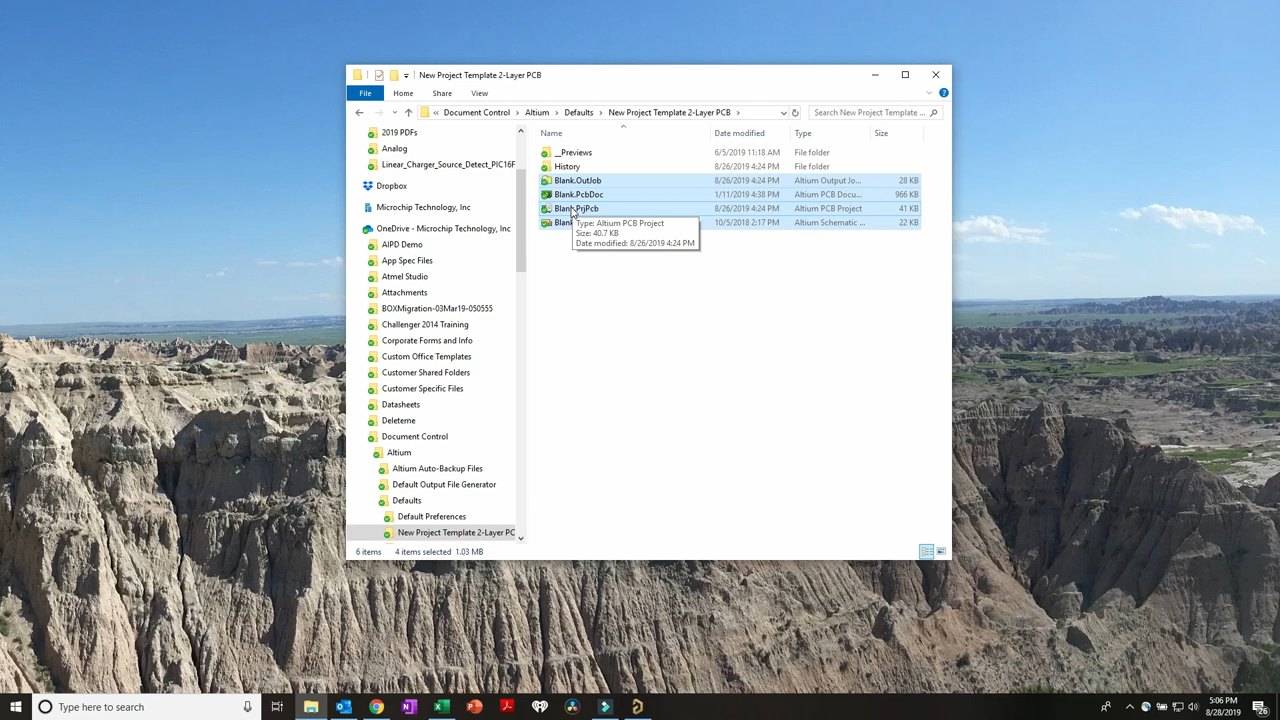 New Project Template 2-Layer PCB
File Home Share View
« Document Control Altium Defaults New Project Template 2-Layer PCB
Search New Project Template ...
Name Date modified Type Size
2019 PDFs
Analog
Linear_Charger_Source_Detect_PIC16F
Dropbox
Microchip Technology, Inc
OneDrive - Microchip Technology, Inc
AIPD Demo
App Spec Files
Atmel Studio
Attachments
BOXMigration-03Mar19-050555
Challenger 2014 Training
Corporate Forms and Info
Custom Office Templates
Customer Shared Folders
Customer Specific Files
Datasheets
Deleteme
Document Control
Altium
Altium Auto-Backup Files
Default Output File Generator
Defaults
Default Preferences
New Project Template 2-Layer PC
__Previews 6/5/2019 11:18 AM File folder
History 8/26/2019 4:24 PM File folder
Blank.OutJob 8/26/2019 4:24 PM Altium Output Jo... 28 KB
Blank.PcbDoc 1/11/2019 4:38 PM Altium PCB Docu... 966 KB
Blank.PrjPcb 8/26/2019 4:24 PM Altium PCB Project 41 KB
Blank 10/5/2018 2:17 PM Altium Schematic ... 22 KB
Type: Altium PCB Project
Size: 40.7 KB
Date modified: 8/26/2019 4:24 PM
6 items 4 items selected 1.03 MB
Type here to search
5:06 PM
8/28/2019
26